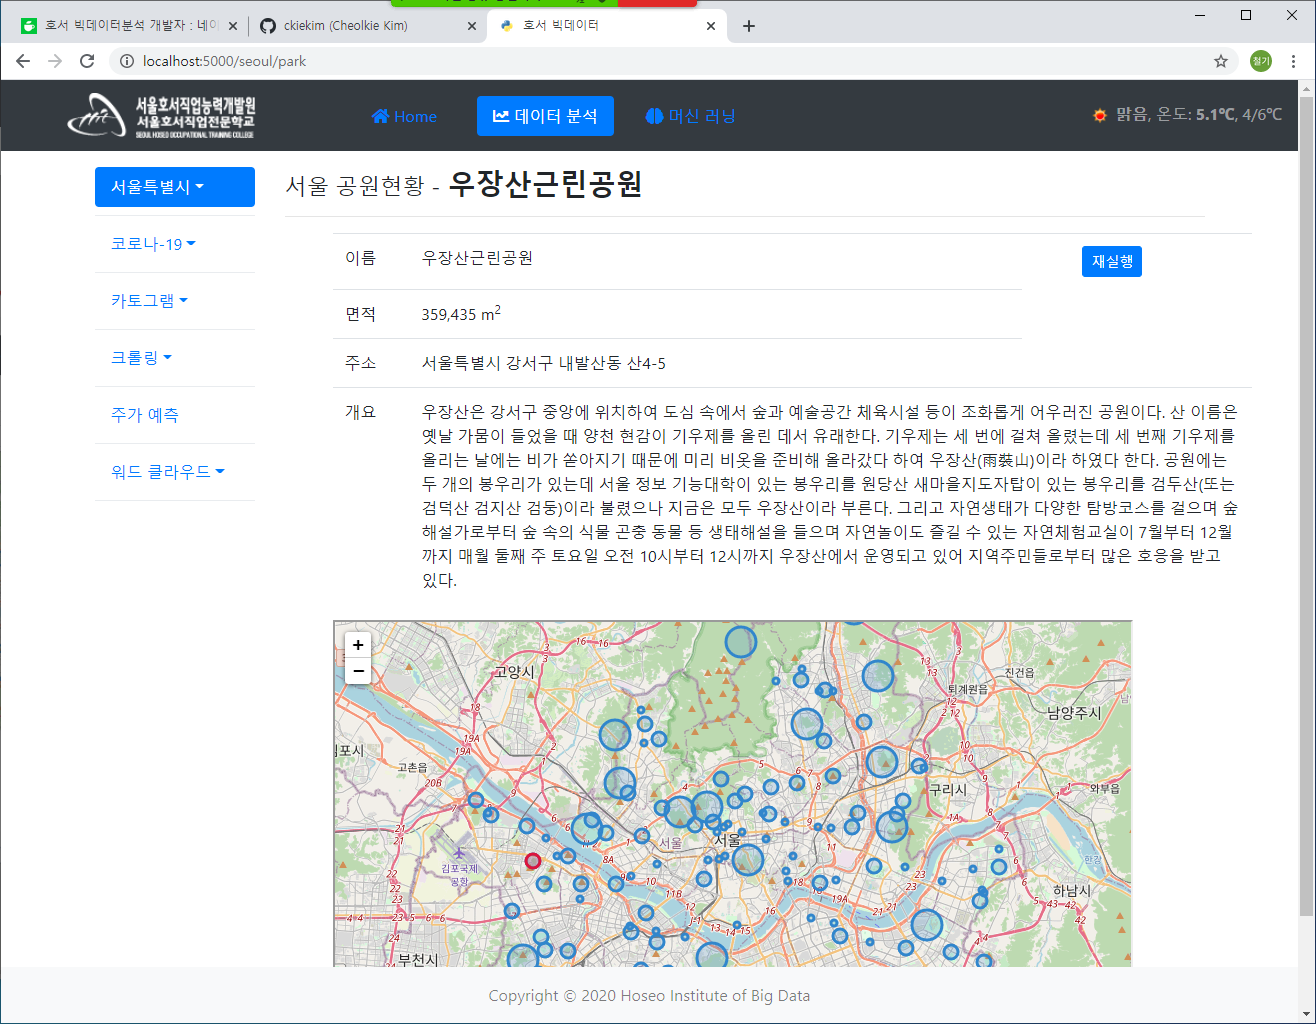 호서 빅데이터분석 개발자 : 네이
ckiekim (Cheolkie Kim)
호서 빅데이터
localhost:5000/seoul/park
철기
서울호서직업능력개발원
서울호서직업전문학교
SEOUL HOSEO OCCUPATIONAL TRAINING COLLEGE
Home
데이터 분석
머신 러닝
맑음, 온도: 5.1℃, 4/6℃
서울특별시
코로나-19
카토그램
크롤링
주가 예측
워드 클라우드
서울 공원현황 - 우장산근린공원
이름 우장산근린공원
재실행
면적 359,435 m2
주소 서울특별시 강서구 내발산동 산4-5
개요 우장산은 강서구 중앙에 위치하여 도심 속에서 숲과 예술공간 체육시설 등이 조화롭게 어우러진 공원이다. 산 이름은
옛날 가뭄이 들었을 때 양천 현감이 기우제를 올린 데서 유래한다. 기우제는 세 번에 걸쳐 올렸는데 세 번째 기우제를
올리는 날에는 비가 쏟아지기 때문에 미리 비옷을 준비해 올라갔다 하여 우장산(雨裝山)이라 하였다 한다. 공원에는
두 개의 봉우리가 있는데 서울 정보 기능대학이 있는 봉우리를 원당산 새마을지도자탑이 있는 봉우리를 검두산(또는
검덕산 검지산 검둥)이라 불렸으나 지금은 모두 우장산이라 부른다. 그리고 자연생태가 다양한 탐방코스를 걸으며 숲
해설가로부터 숲 속의 식물 곤충 동물 등 생태해설을 들으며 자연놀이도 즐길 수 있는 자연체험교실이 7월부터 12월
까지 매월 둘째 주 토요일 오전 10시부터 12시까지 우장산에서 운영되고 있어 지역주민들로부터 많은 호응을 받고
있다.
+
−
고양시
진건읍
퇴계원읍
남양주시
김포시
고촌읍
구리시
와부읍
서울
서울
김포국제
공항
한강
하남시
부천시
Copyright © 2020 Hoseo Institute of Big Data